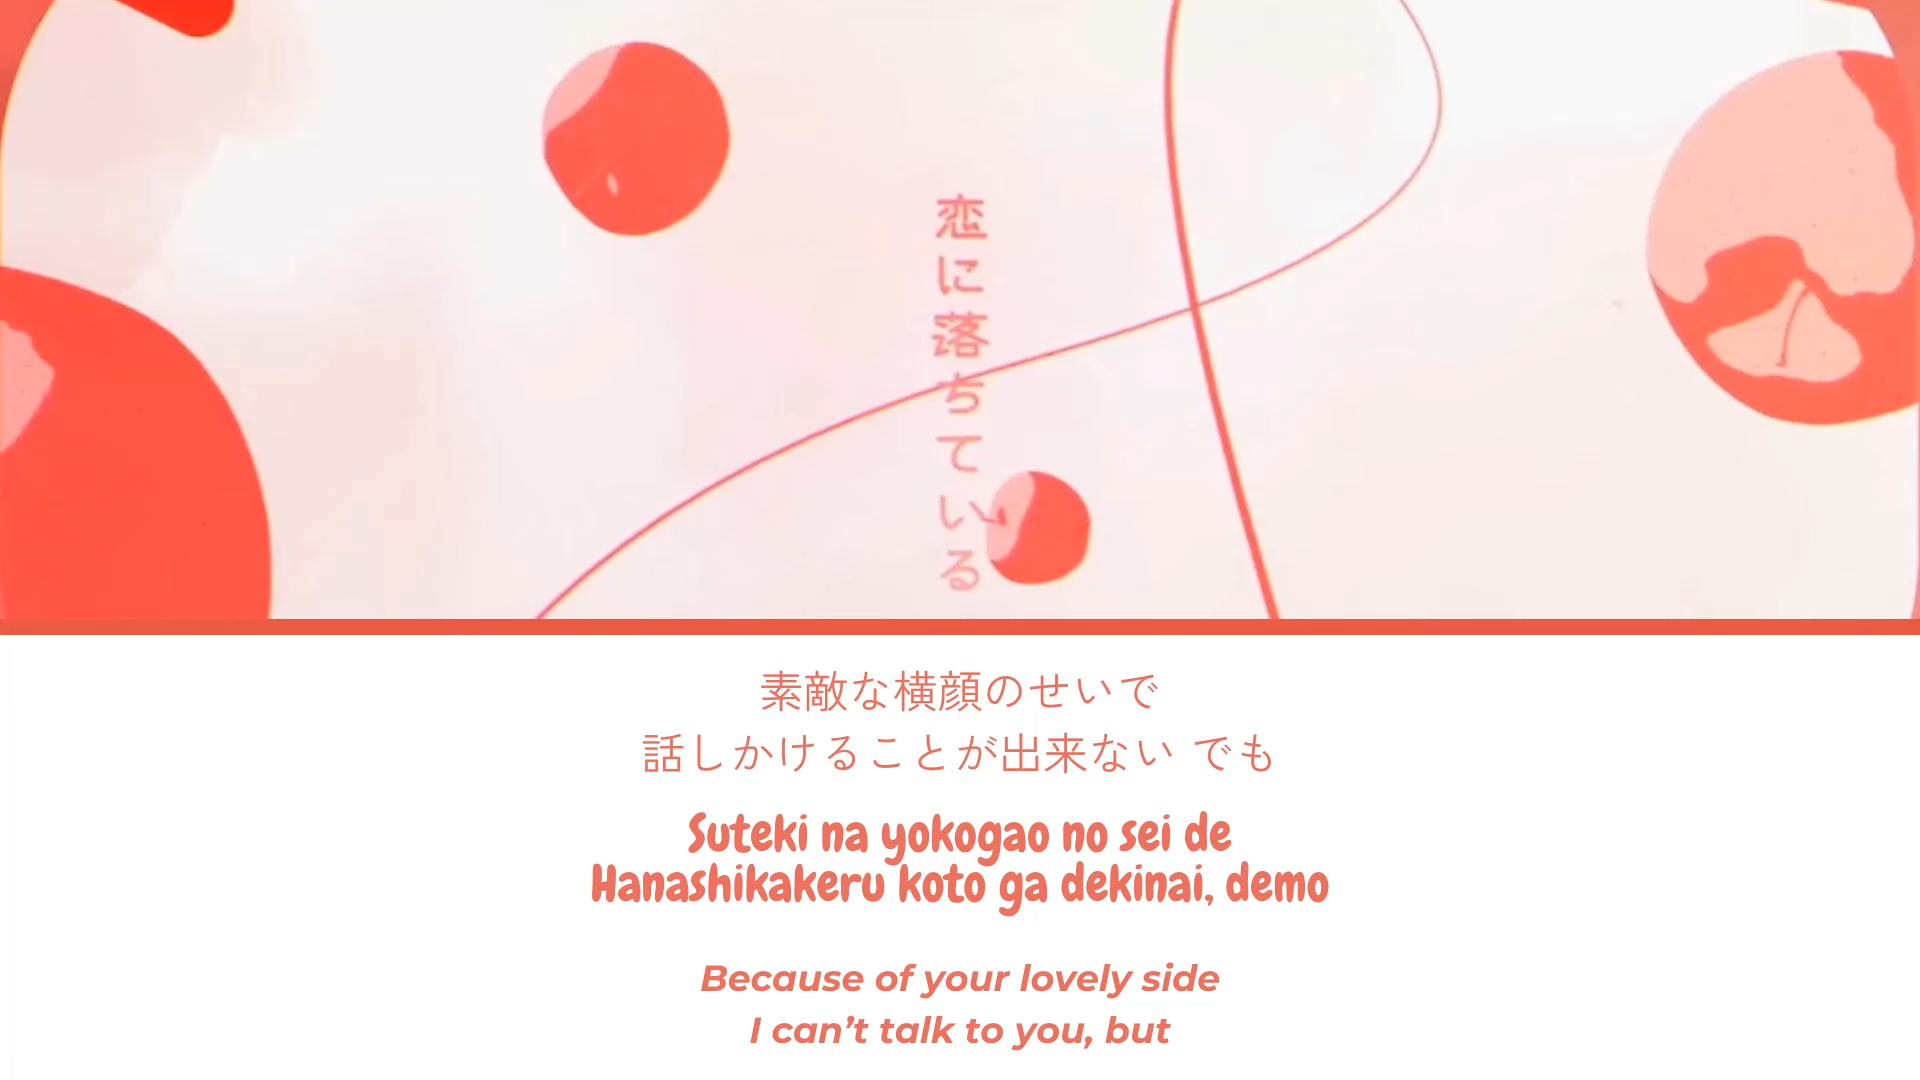 恋に落ちている
素敵な横顔のせいで
話しかけることが出来ない でも
Suteki na yokogao no sei de
Hanashikakeru koto ga dekinai, demo
Because of your lovely side
I can’t talk to you, but